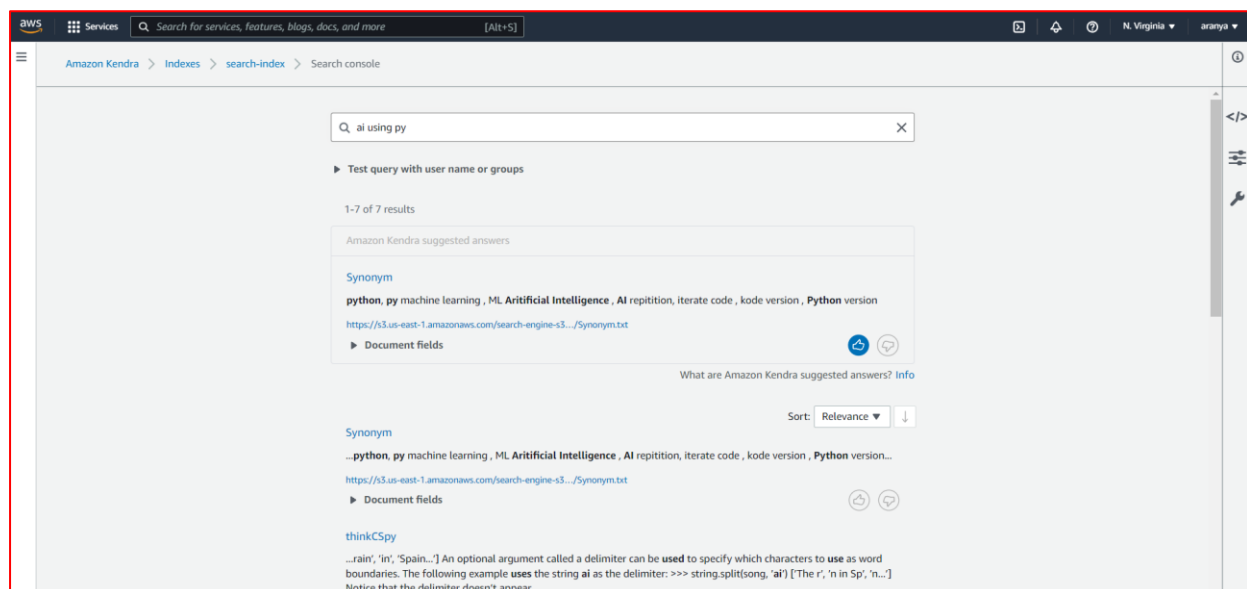 aws
Services
Search for services, features, blogs, docs, and more
[Alt+S]
N. Virginia ▼
aranya ▼
Amazon Kendra > Indexes > search-index > Search console
ai using py
Test query with user name or groups
1-7 of 7 results
Amazon Kendra suggested answers
Synonym
python, py machine learning , ML Aritificial Intelligence , AI repitition, iterate code , kode version , Python version
https://s3.us-east-1.amazonaws.com/search-engine-s3.../Synonym.txt
Document fields
What are Amazon Kendra suggested answers? Info
Sort: Relevance ▼
Synonym
...python, py machine learning , ML Aritificial Intelligence , AI repitition, iterate code , kode version , Python version...
https://s3.us-east-1.amazonaws.com/search-engine-s3.../Synonym.txt
Document fields
thinkCSpy
...rain', 'in', 'Spain...'] An optional argument called a delimiter can be used to specify which characters to use as word
boundaries. The following example uses the string ai as the delimiter: >>> string.split(song, 'ai') ['The r', 'n in Sp', 'n...']
Notice that the delimiter doesn't appear